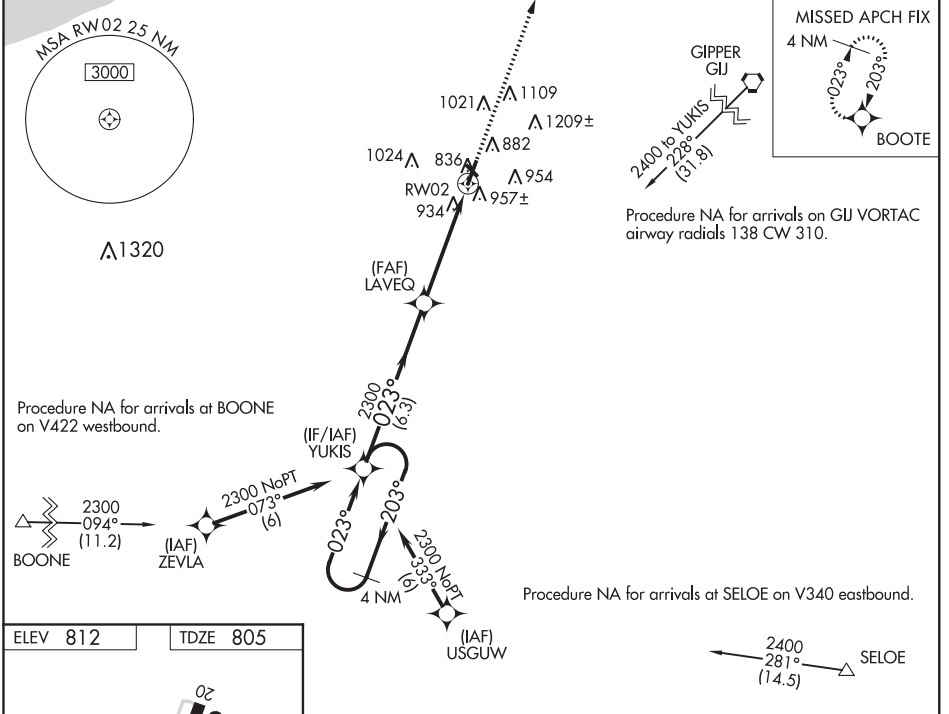 MSA RW02 25 NM
3000
1320
MISSED APCH FIX
4 NM
023°
203°
BOOTE
GIPPER
GIJ
2400 to YUKIS
228°
(31.8)
Procedure NA for arrivals on GIJ VORTAC
airway radials 138 CW 310.
1021
1109
1209±
882
1024
836
954
RW02
934
957±
(FAF)
LAVEQ
2300
023°
(6.3)
Procedure NA for arrivals at BOONE
on V422 westbound.
(IF/IAF)
YUKIS
2300 NoPT
073°
(6)
2300
094°
(11.2)
BOONE
(IAF)
ZEVLA
023°
203°
4 NM
2300 NoPT
333°
(6)
(IAF)
USGUW
Procedure NA for arrivals at SELOE on V340 eastbound.
2400
281°
(14.5)
SELOE
ELEV 812
TDZE 805
20